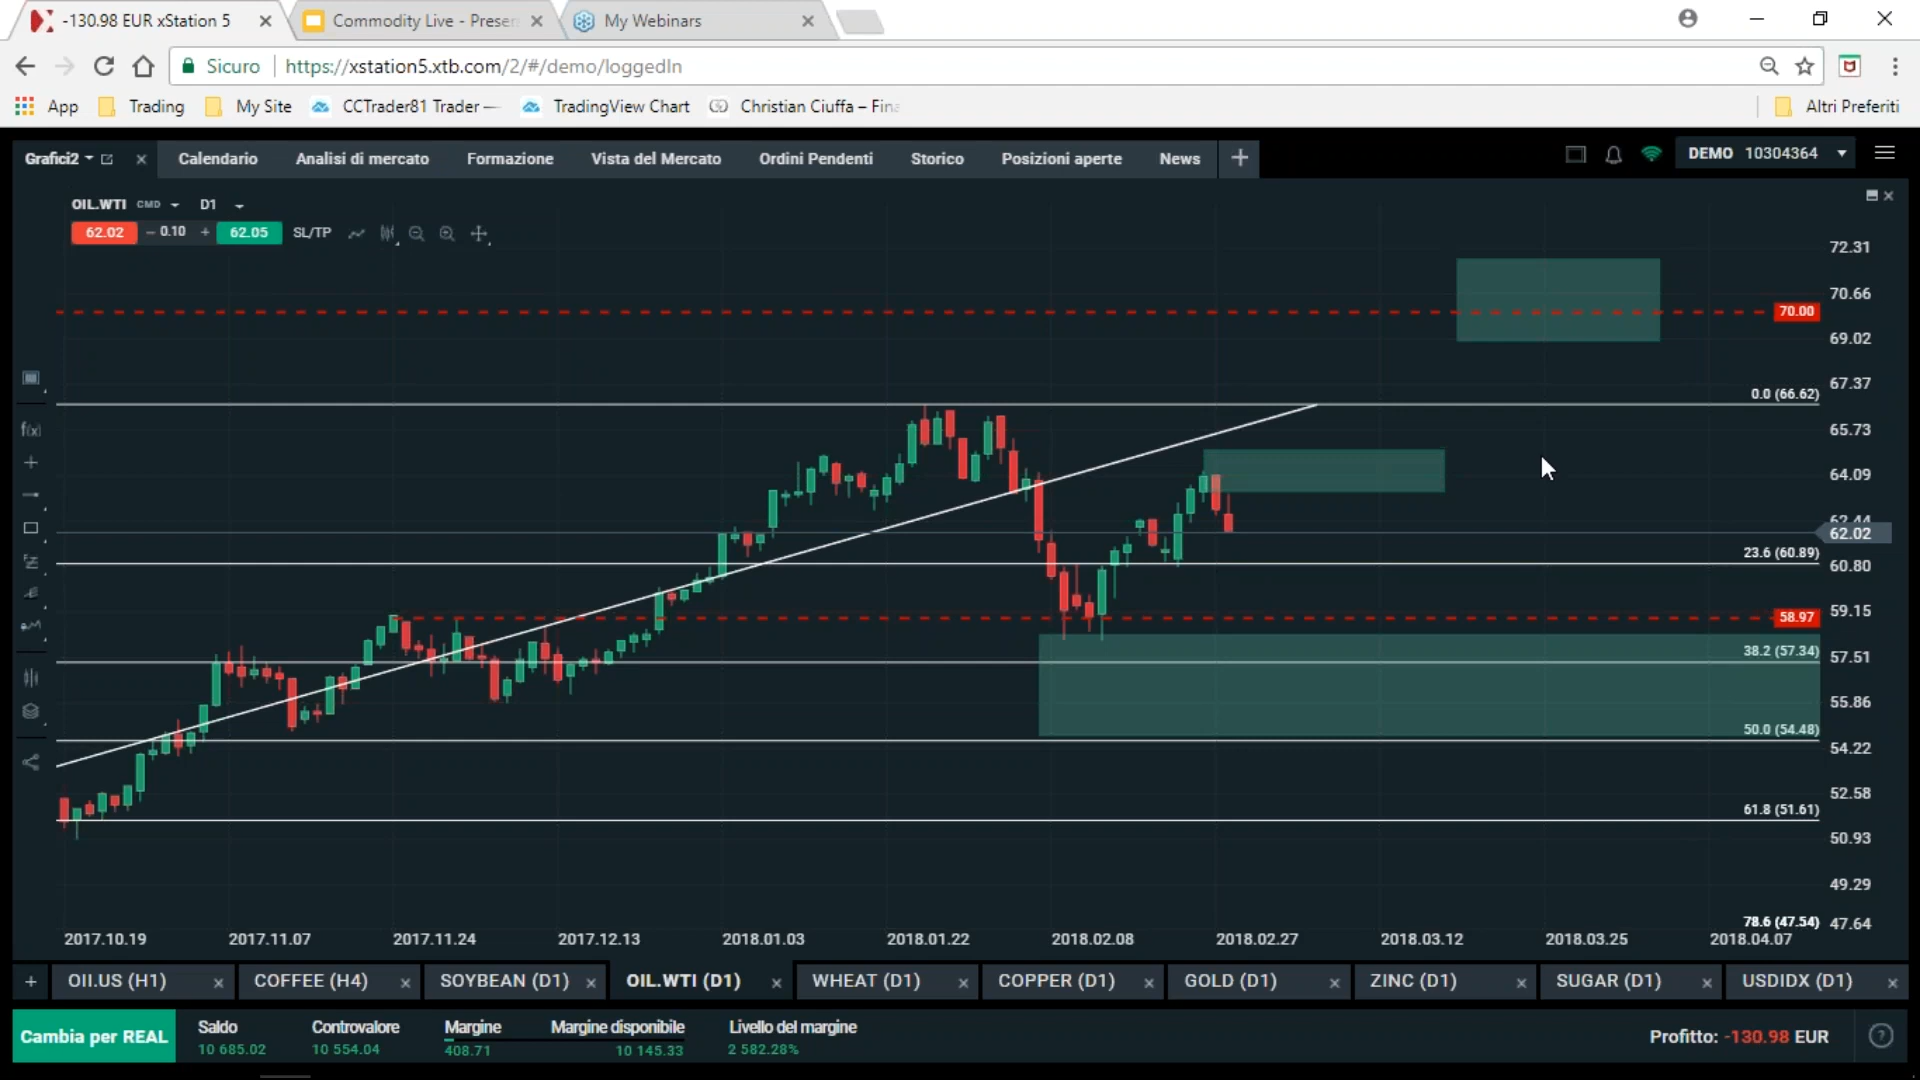 -130.98 EUR xStation 5
Commodity Live - Presen
My Webinars
Sicuro
https://xstation5.xtb.com/2/#/demo/loggedIn
App
Trading
My Site
CCTrader81 Trader —
TradingView Chart
Christian Ciuffa – Fina
Altri Preferiti
Grafici2
Calendario
Analisi di mercato
Formazione
Vista del Mercato
Ordini Pendenti
Storico
Posizioni aperte
News
DEMO 10304364
OIL.WTI CMD D1
62.02 – 0.10 + 62.05 SL/TP
72.31
70.66
70.00
69.02
67.37
0.0 (66.62)
65.73
64.09
62.44
62.02
23.6 (60.89)
60.80
59.15
58.97
38.2 (57.34)
57.51
55.86
50.0 (54.48)
54.22
52.58
61.8 (51.61)
50.93
49.29
78.6 (47.54)
47.64
f(x)
2017.10.19
2017.11.07
2017.11.24
2017.12.13
2018.01.03
2018.01.22
2018.02.08
2018.02.27
2018.03.12
2018.03.25
2018.04.07
+
OIl.US (H1)
COFFEE (H4)
SOYBEAN (D1)
OIL.WTI (D1)
WHEAT (D1)
COPPER (D1)
GOLD (D1)
ZINC (D1)
SUGAR (D1)
USDIDX (D1)
Cambia per REAL
Saldo
10 685.02
Controvalore
10 554.04
Margine
408.71
Margine disponibile
10 145.33
Livello del margine
2 582.28%
Profitto: -130.98 EUR
?